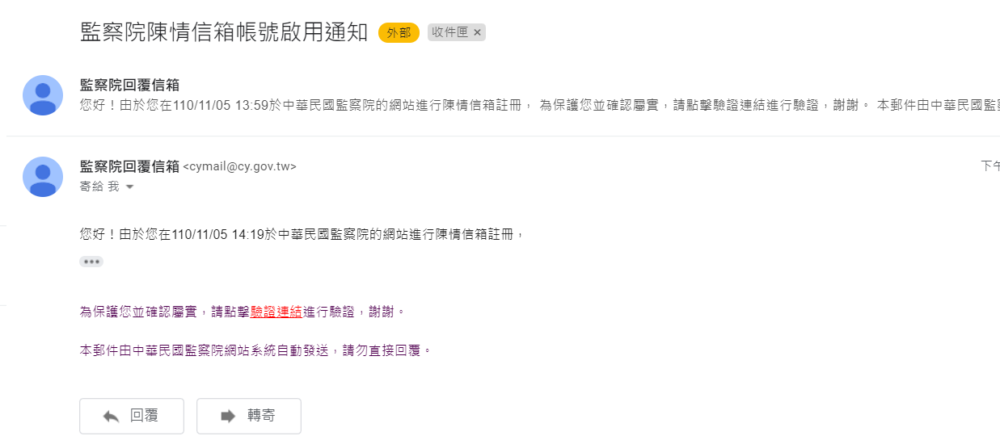 監察院陳情信箱帳號啟用通知 外部 收件匣 ×
監察院回覆信箱
您好！由於您在110/11/05 13:59於中華民國監察院的網站進行陳情信箱註冊， 為保護您並確認屬實，請點擊驗證連結進行驗證，謝謝。 本郵件由中華民國監
監察院回覆信箱 <cymail@cy.gov.tw> 下午
寄給 我
您好！由於您在110/11/05 14:19於中華民國監察院的網站進行陳情信箱註冊，
為保護您並確認屬實，請點擊驗證連結進行驗證，謝謝。
本郵件由中華民國監察院網站系統自動發送，請勿直接回覆。
回覆 轉寄